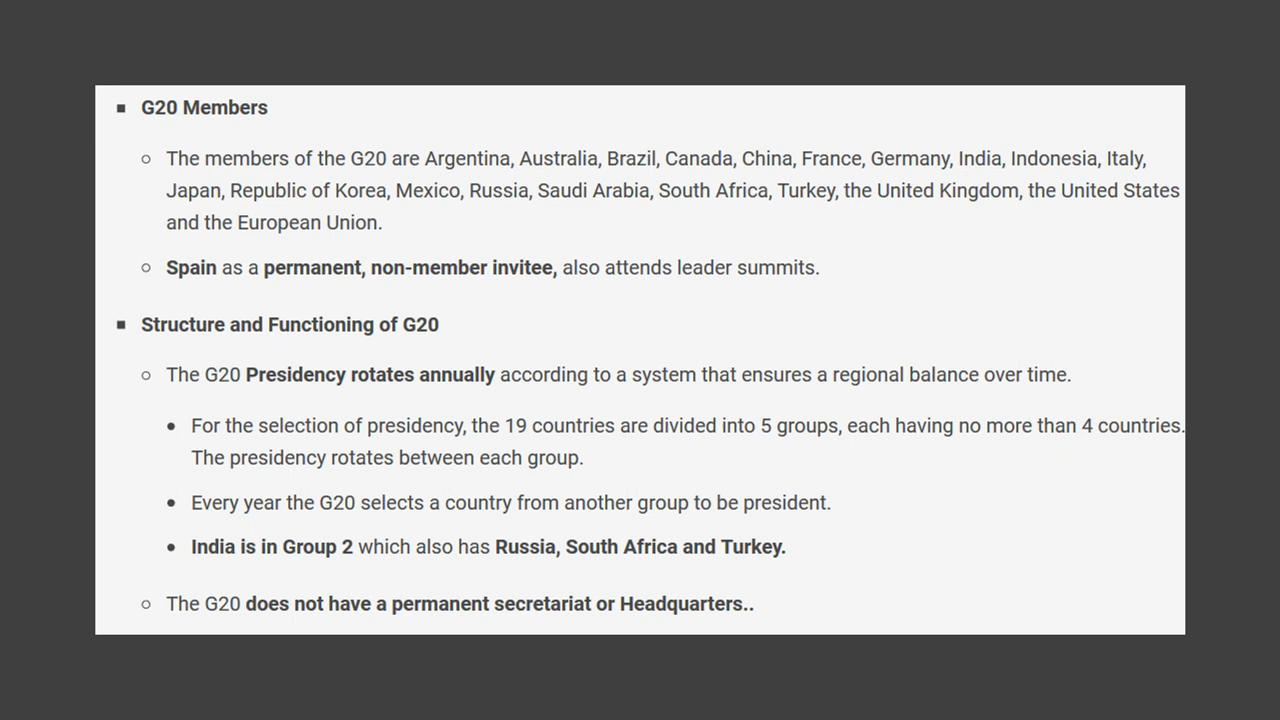 G20 Members
The members of the G20 are Argentina, Australia, Brazil, Canada, China, France, Germany, India, Indonesia, Italy,
Japan, Republic of Korea, Mexico, Russia, Saudi Arabia, South Africa, Turkey, the United Kingdom, the United States
and the European Union.
Spain as a permanent, non-member invitee, also attends leader summits.
Structure and Functioning of G20
The G20 Presidency rotates annually according to a system that ensures a regional balance over time.
For the selection of presidency, the 19 countries are divided into 5 groups, each having no more than 4 countries.
The presidency rotates between each group.
Every year the G20 selects a country from another group to be president.
India is in Group 2 which also has Russia, South Africa and Turkey.
The G20 does not have a permanent secretariat or Headquarters..